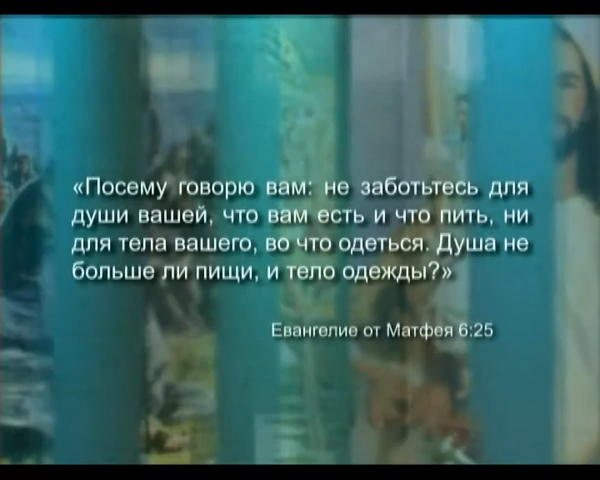 «Посему говорю вам: не заботьтесь для
души вашей, что вам есть и что пить, ни
для тела вашего, во что одеться. Душа не
больше ли пищи, и тело одежды?»
Евангелие от Матфея 6:25